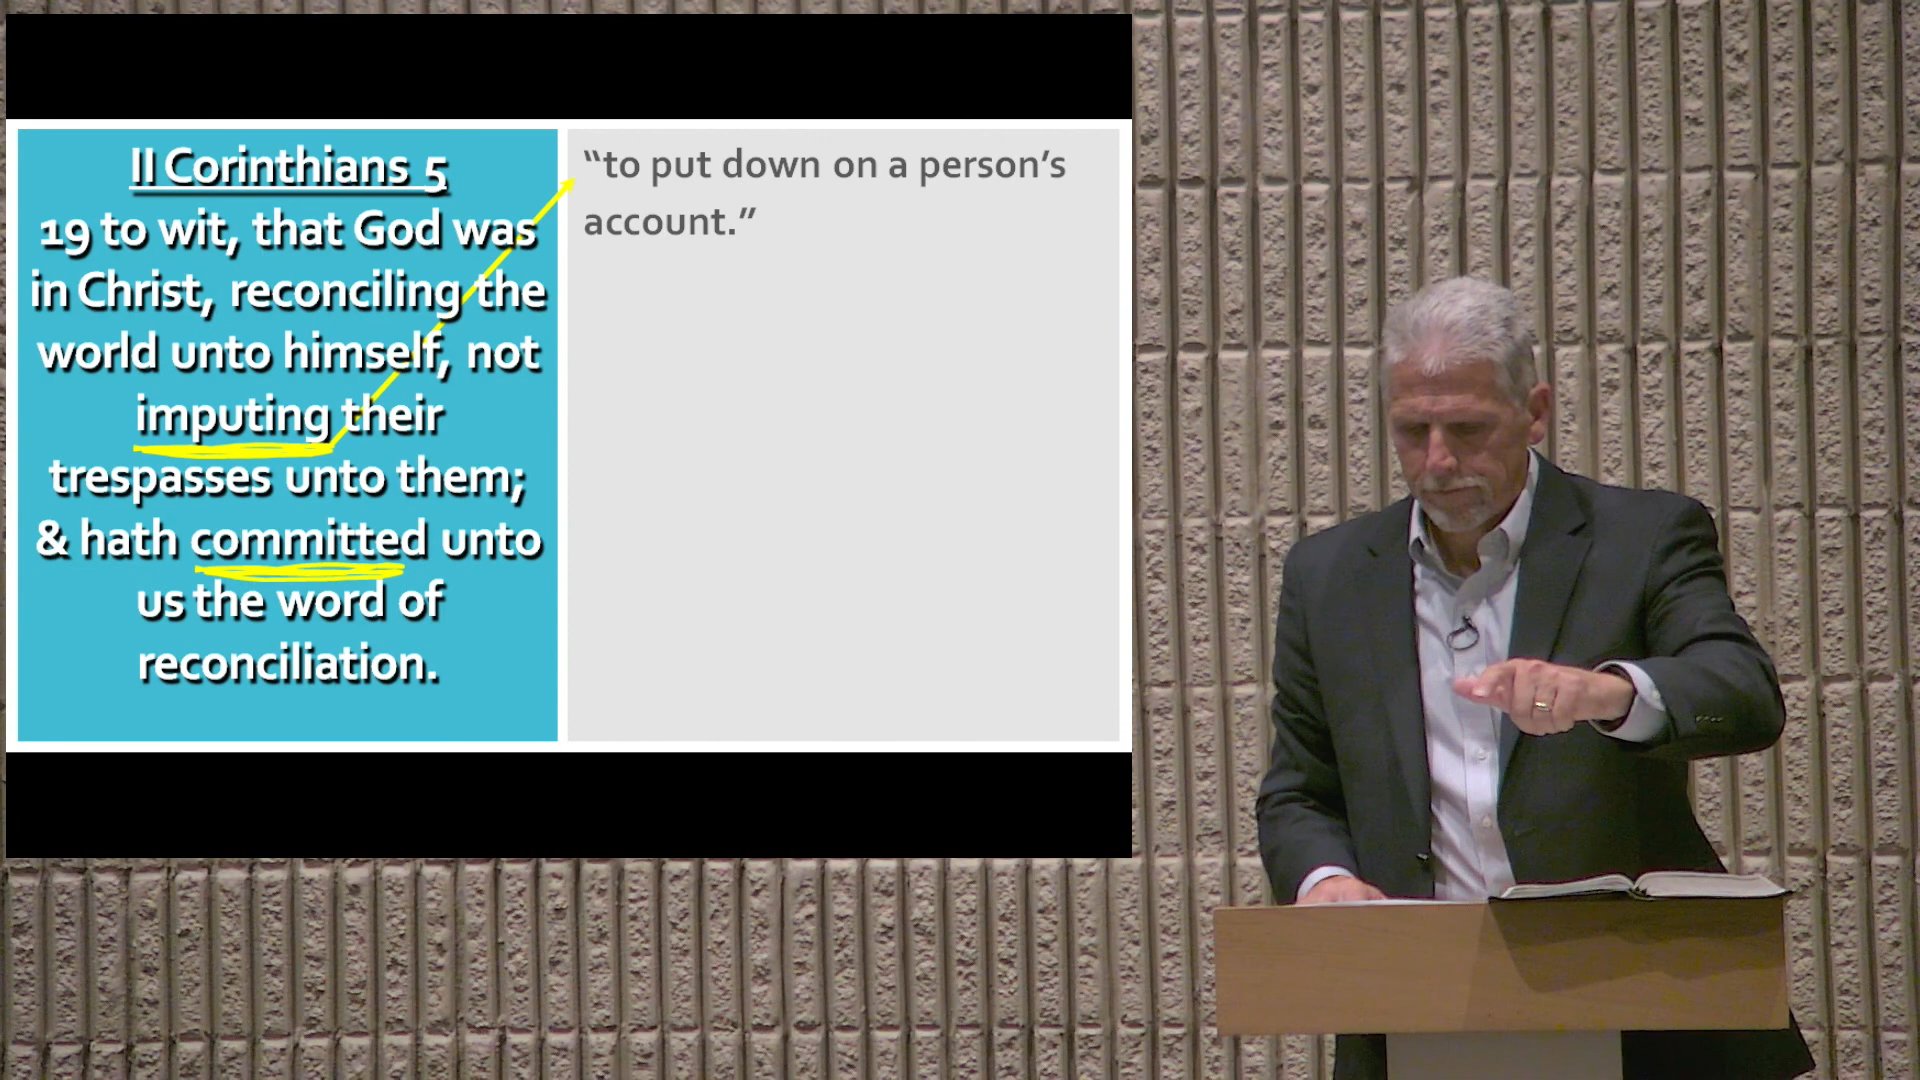 II Corinthians 5
19 to wit, that God was
in Christ, reconciling the
world unto himself, not
imputing their
trespasses unto them;
& hath committed unto
us the word of
reconciliation.
“to put down on a person’s
account.”